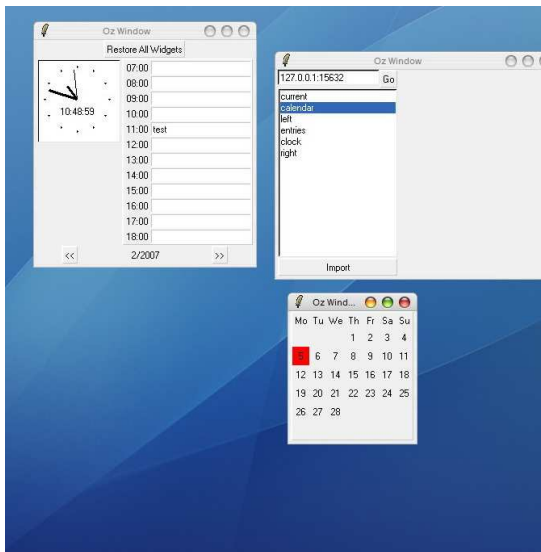 Oz Window
Restore All Widgets
10:48:59
07:00
08:00
09:00
10:00
11:00 test
12:00
13:00
14:00
15:00
16:00
17:00
18:00
<< 2/2007 >>
Oz Window
127.0.0.1:15632 Go
current
calendar
left
entries
clock
right
Import
Oz Wind...
Mo Tu We Th Fr Sa Su
1 2 3 4
5 6 7 8 9 10 11
12 13 14 15 16 17 18
19 20 21 22 23 24 25
26 27 28